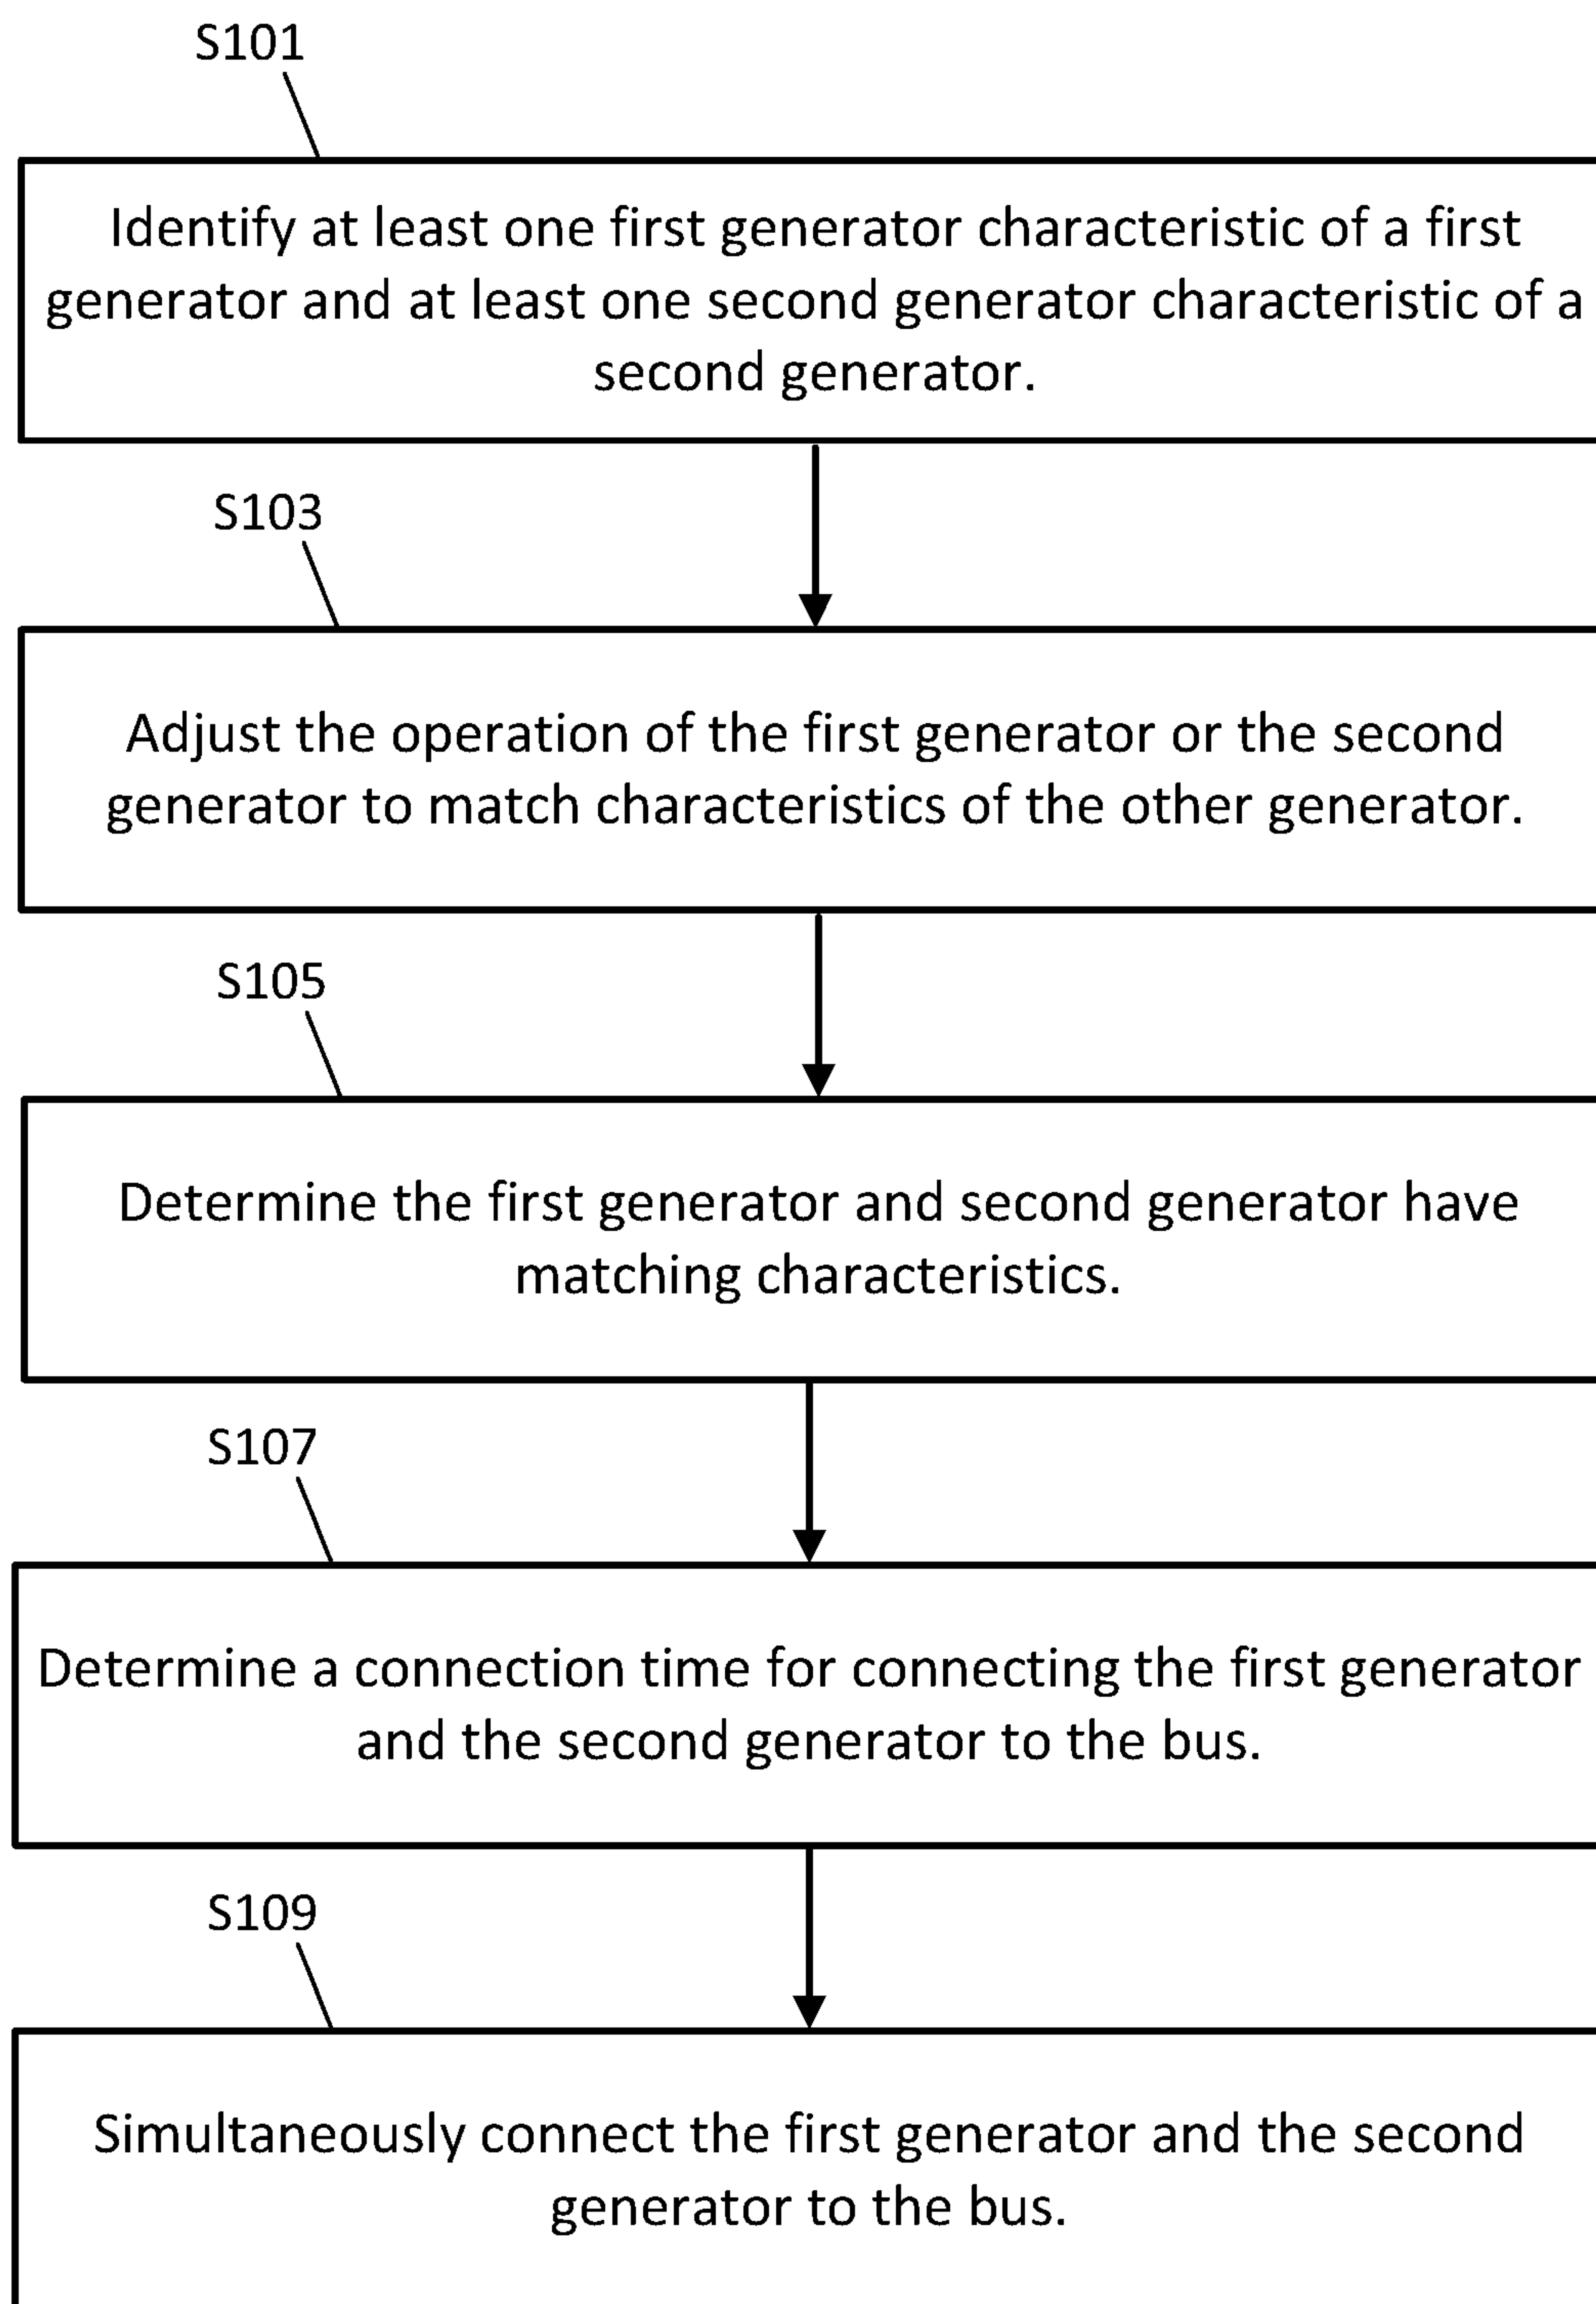 S101
Identify at least one first generator characteristic of a first
generator and at least one second generator characteristic of a
second generator.
S103
Adjust the operation of the first generator or the second
generator to match characteristics of the other generator.
S105
Determine the first generator and second generator have
matching characteristics.
S107
Determine a connection time for connecting the first generator
and the second generator to the bus.
S109
Simultaneously connect the first generator and the second
generator to the bus.